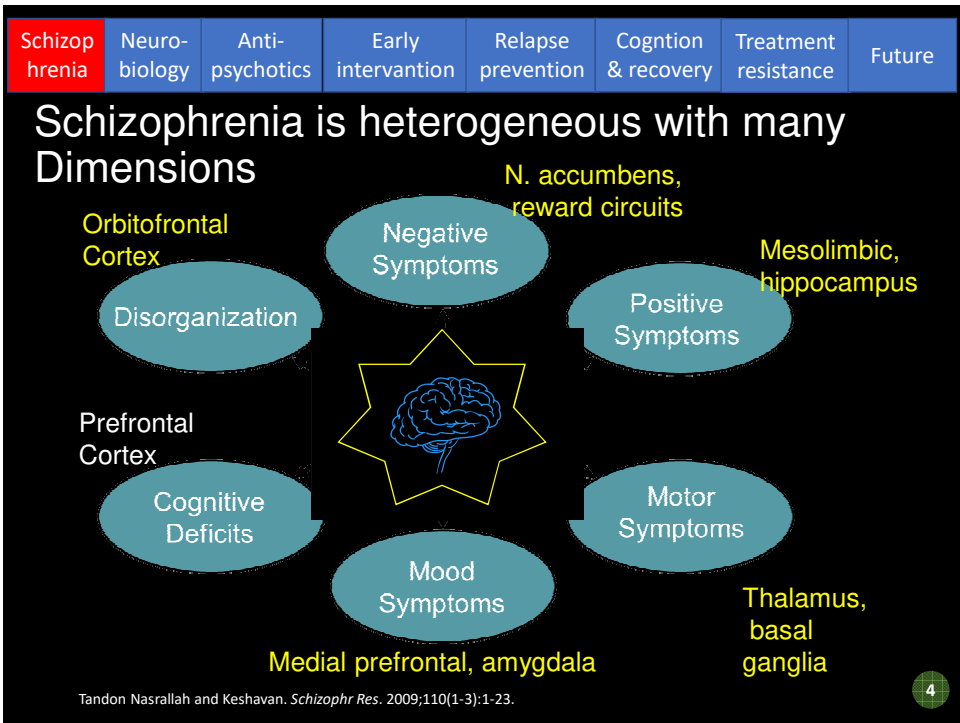 Schizop
hrenia
Neuro-
biology
Anti-
psychotics
Early
intervantion
Relapse
prevention
Cogntion
& recovery
Treatment
resistance
Future
Schizophrenia is heterogeneous with many
Dimensions
N. accumbens,
reward circuits
Orbitofrontal
Cortex
Negative
Symptoms
Mesolimbic,
hippocampus
Disorganization
Positive
Symptoms
Prefrontal
Cortex
Cognitive
Deficits
Motor
Symptoms
Mood
Symptoms
Thalamus,
basal
ganglia
Medial prefrontal, amygdala
Tandon Nasrallah and Keshavan. Schizophr Res. 2009;110(1-3):1-23.
4